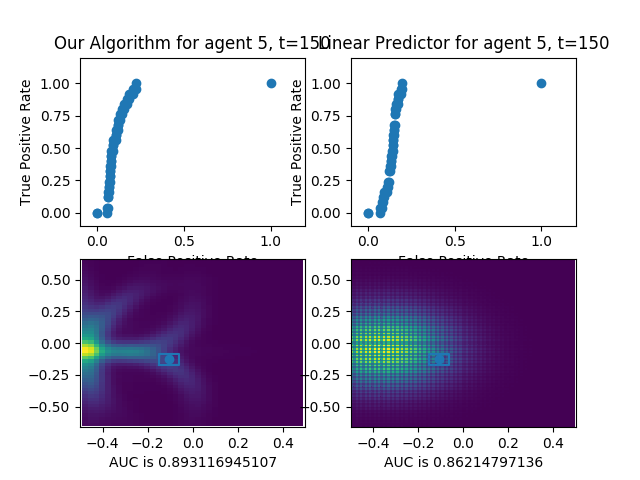 Our Algorithm for agent 5, t=150
Linear Predictor for agent 5, t=150
True Positive Rate
1.00
0.75
0.50
0.25
0.00
0.0 0.5 1.0
False Positive Rate
True Positive Rate
1.00
0.75
0.50
0.25
0.00
0.0 0.5 1.0
False Positive Rate
0.50
0.25
0.00
−0.25
−0.50
−0.4 −0.2 0.0 0.2 0.4
AUC is 0.893116945107
0.50
0.25
0.00
−0.25
−0.50
−0.4 −0.2 0.0 0.2 0.4
AUC is 0.86214797136